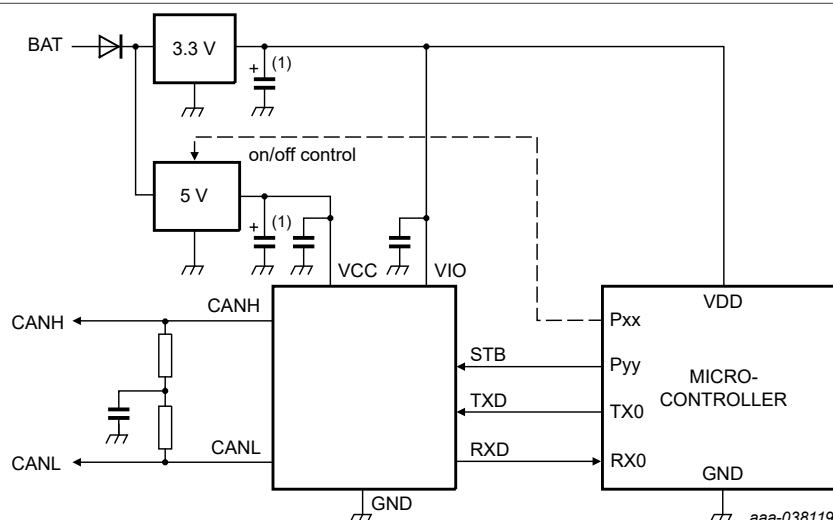 BAT
3.3 V
+ (1)
on/off control
5 V
+ (1)
VCC
VIO
CANH
CANH
VDD
Pxx
STB
Pyy
MICRO-
CONTROLLER
TXD
TX0
CANL
CANL
RXD
RX0
GND
GND
aaa-038119